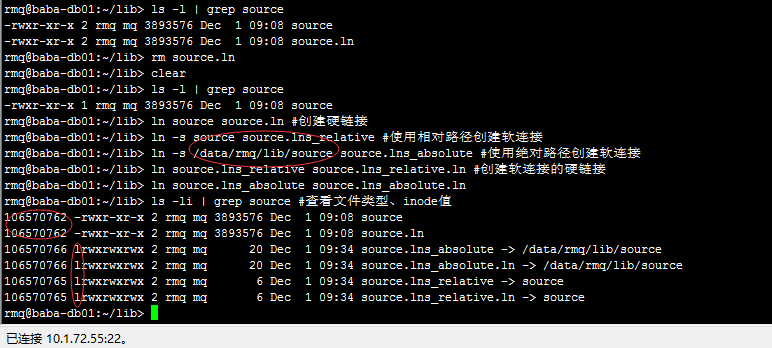 rmq@baba-db01:~/lib> ls -l | grep source
-rwxr-xr-x 2 rmq mq 3893576 Dec  1 09:08 source
-rwxr-xr-x 2 rmq mq 3893576 Dec  1 09:08 source.ln
rmq@baba-db01:~/lib> rm source.ln
rmq@baba-db01:~/lib> clear
rmq@baba-db01:~/lib> ls -l | grep source
-rwxr-xr-x 1 rmq mq 3893576 Dec  1 09:08 source
rmq@baba-db01:~/lib> ln source source.ln #创建硬链接
rmq@baba-db01:~/lib> ln -s source source.lns_relative #使用相对路径创建软连接
rmq@baba-db01:~/lib> ln -s /data/rmq/lib/source source.lns_absolute #使用绝对路径创建软连接
rmq@baba-db01:~/lib> ln source.lns_relative source.lns_relative.ln #创建软连接的硬链接
rmq@baba-db01:~/lib> ln source.lns_absolute source.lns_absolute.ln
rmq@baba-db01:~/lib> ls -li | grep source #查看文件类型、inode值
106570762 -rwxr-xr-x 2 rmq mq 3893576 Dec  1 09:08 source
106570762 -rwxr-xr-x 2 rmq mq 3893576 Dec  1 09:08 source.ln
106570766 lrwxrwxrwx 2 rmq mq      20 Dec  1 09:34 source.lns_absolute -> /data/rmq/lib/source
106570766 lrwxrwxrwx 2 rmq mq      20 Dec  1 09:34 source.lns_absolute.ln -> /data/rmq/lib/source
106570765 lrwxrwxrwx 2 rmq mq       6 Dec  1 09:34 source.lns_relative -> source
106570765 lrwxrwxrwx 2 rmq mq       6 Dec  1 09:34 source.lns_relative.ln -> source
rmq@baba-db01:~/lib>
已连接 10.1.72.55:22。